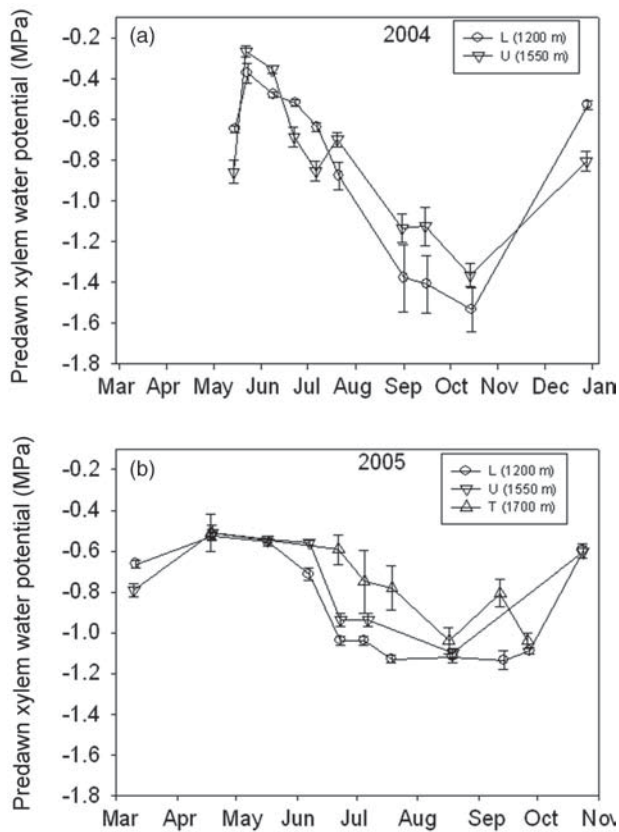 Predawn xylem water potential (MPa)
(a)
2004
L (1200 m)
U (1550 m)
-0.2
-0.4
-0.6
-0.8
-1.0
-1.2
-1.4
-1.6
-1.8
Mar Apr May Jun Jul Aug Sep Oct Nov Dec Jan
Predawn xylem water potential (MPa)
(b)
2005
L (1200 m)
U (1550 m)
T (1700 m)
-0.2
-0.4
-0.6
-0.8
-1.0
-1.2
-1.4
-1.6
-1.8
Mar Apr May Jun Jul Aug Sep Oct Nov